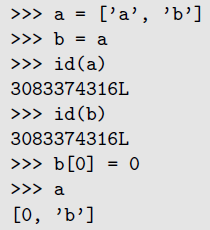 >>> a = [’a’, ’b’]
>>> b = a
>>> id(a)
3083374316L
>>> id(b)
3083374316L
>>> b[0] = 0
>>> a
[0, ’b’]